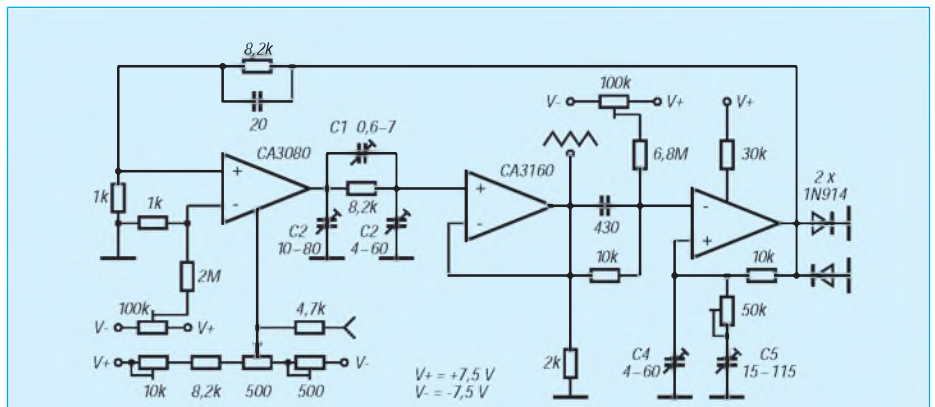 8,2k
20
C1 0,6–7
CA3080
+
-
1k
1k
8,2k
C2
10–80
C2
4–60
2M
100k
V-
V+
4,7k
V+
V-
10k
8,2k
500
500
V+ = +7,5 V
V- = -7,5 V
CA3160
+
-
V-
100k
V+
6,8M
V+
30k
430
10k
2k
-
+
2 x
1N914
10k
50k
C4
4–60
C5
15–115